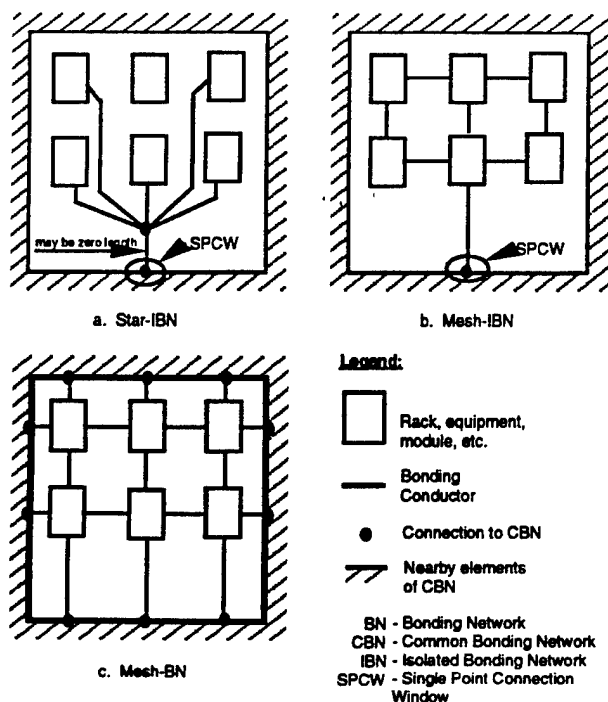 may be zero length
SPCW
a. Star-IBN
SPCW
b. Mesh-IBN
c. Mesh-BN
Legend:
Rack, equipment,
module, etc.
Bonding
Conductor
Connection to CBN
Nearby elements
of CBN
BN - Bonding Network
CBN - Common Bonding Network
IBN - Isolated Bonding Network
SPCW - Single Point Connection
Window